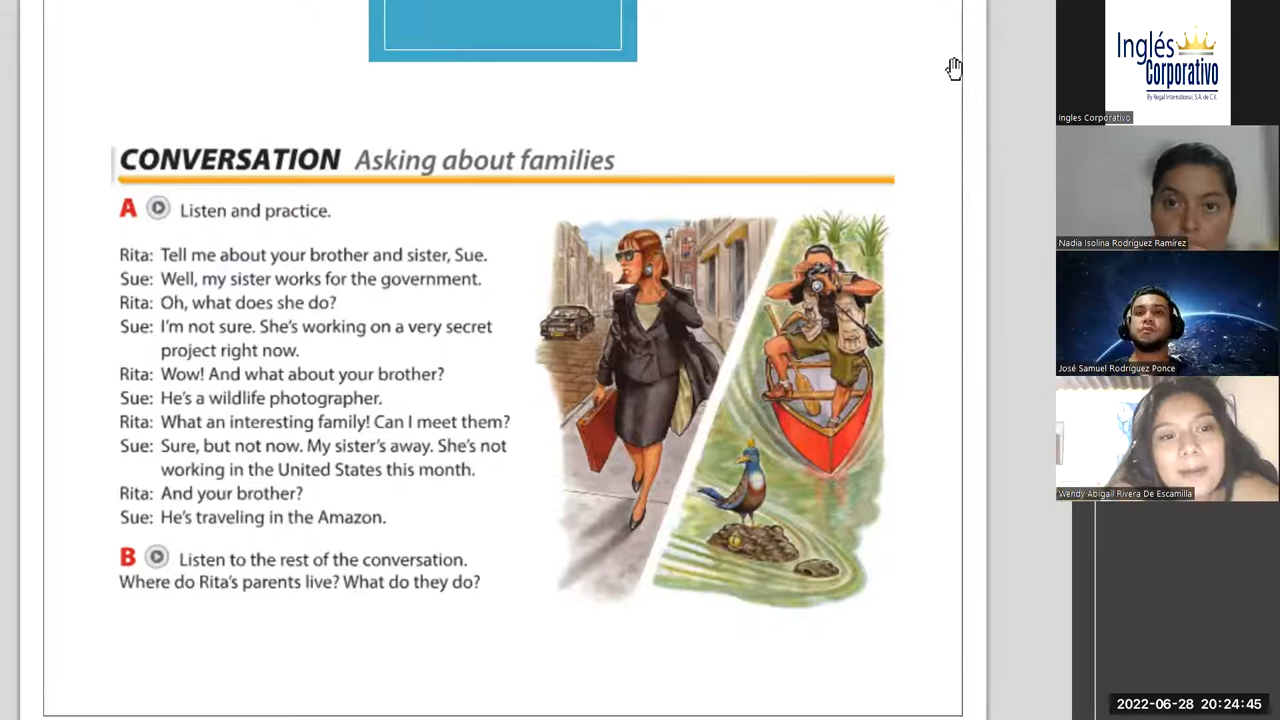 CONVERSATION Asking about families
A Listen and practice.
Rita: Tell me about your brother and sister, Sue.
Sue: Well, my sister works for the government.
Rita: Oh, what does she do?
Sue: I'm not sure. She's working on a very secret
project right now.
Rita: Wow! And what about your brother?
Sue: He's a wildlife photographer.
Rita: What an interesting family! Can I meet them?
Sue: Sure, but not now. My sister's away. She's not
working in the United States this month.
Rita: And your brother?
Sue: He's traveling in the Amazon.
B Listen to the rest of the conversation.
Where do Rita's parents live? What do they do?
Inglés
Corporativo
By Regal International, S.A. de C.V.
Ingles Corporativo
Nadia Isolina Rodriguez Ramírez
José Samuel Rodríguez Ponce
Wendy Abigail Rivera De Escamilla
2022-06-28 20:24:45